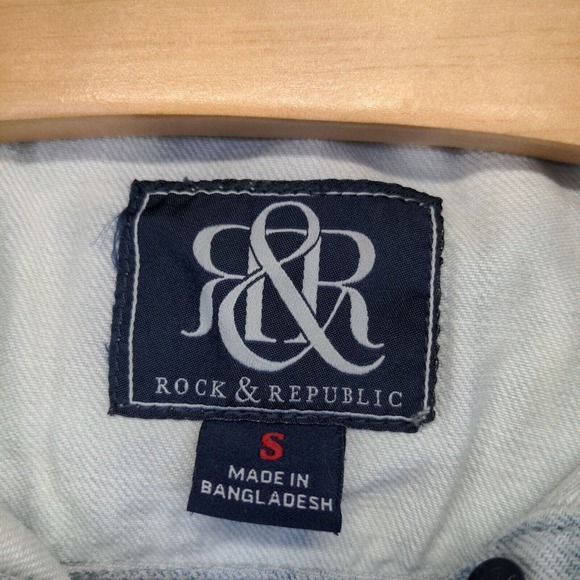 R&R
ROCK & REPUBLIC
S
MADE IN
BANGLADESH